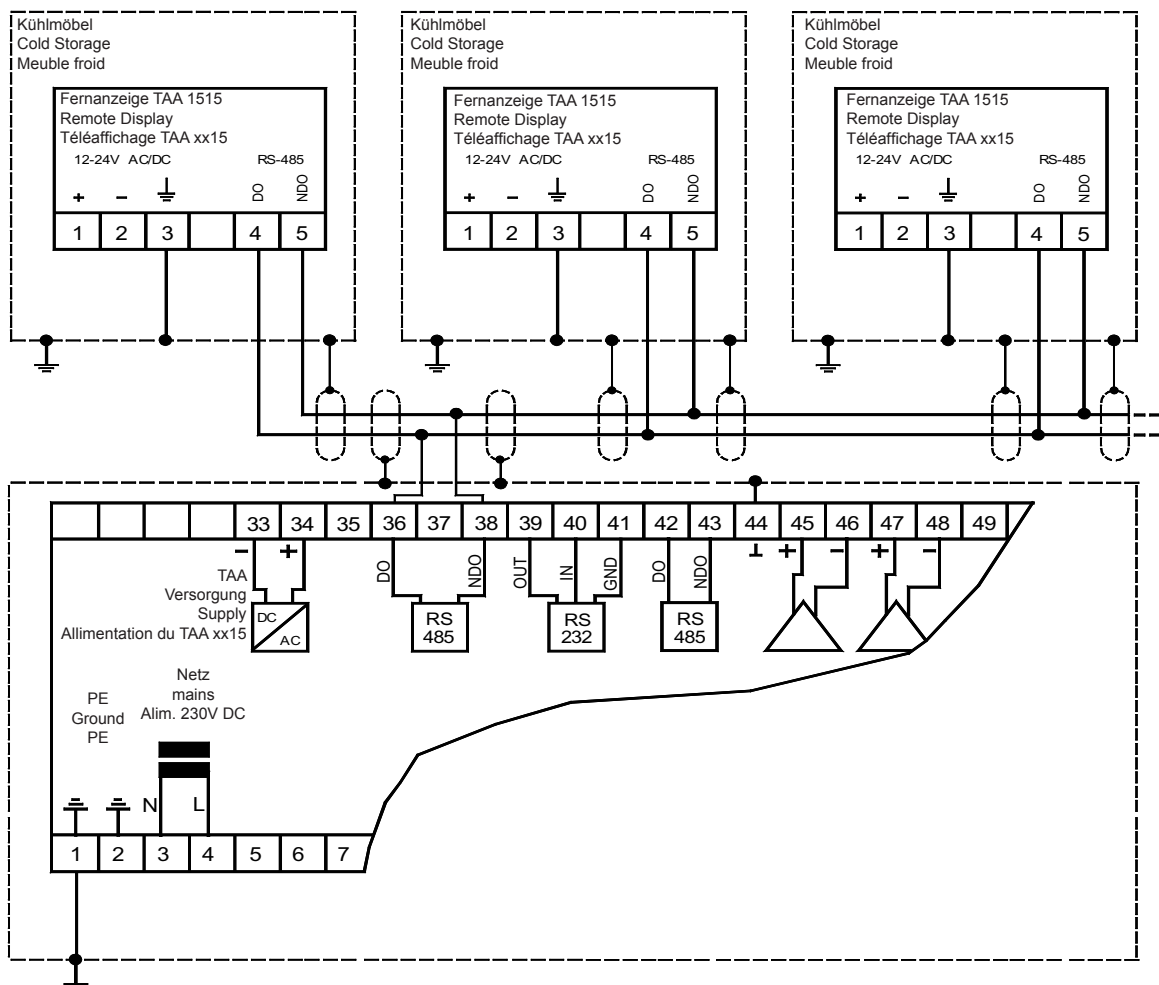 Kühlmöbel
Cold Storage
Meuble froid
Fernanzeige TAA 1515
Remote Display
Téléaffichage TAA xx15
12-24V AC/DC RS-485
+ − DO NDO
1 2 3 4 5
Kühlmöbel
Cold Storage
Meuble froid
Fernanzeige TAA 1515
Remote Display
Téléaffichage TAA xx15
12-24V AC/DC RS-485
+ − DO NDO
1 2 3 4 5
Kühlmöbel
Cold Storage
Meuble froid
Fernanzeige TAA 1515
Remote Display
Téléaffichage TAA xx15
12-24V AC/DC RS-485
+ − DO NDO
1 2 3 4 5
33 34 35 36 37 38 39 40 41 42 43 44 45 46 47 48 49
− + DO NDO OUT IN GND DO NDO + − + −
TAA
Versorgung
Supply
Allimentation du TAA xx15
DC
AC
RS
485
RS
232
RS
485
PE
Ground
PE
Netz
mains
Alim. 230V DC
N L
1 2 3 4 5 6 7